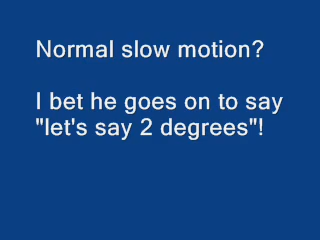 Normal slow motion?
I bet he goes on to say
"let's say 2 degrees"!